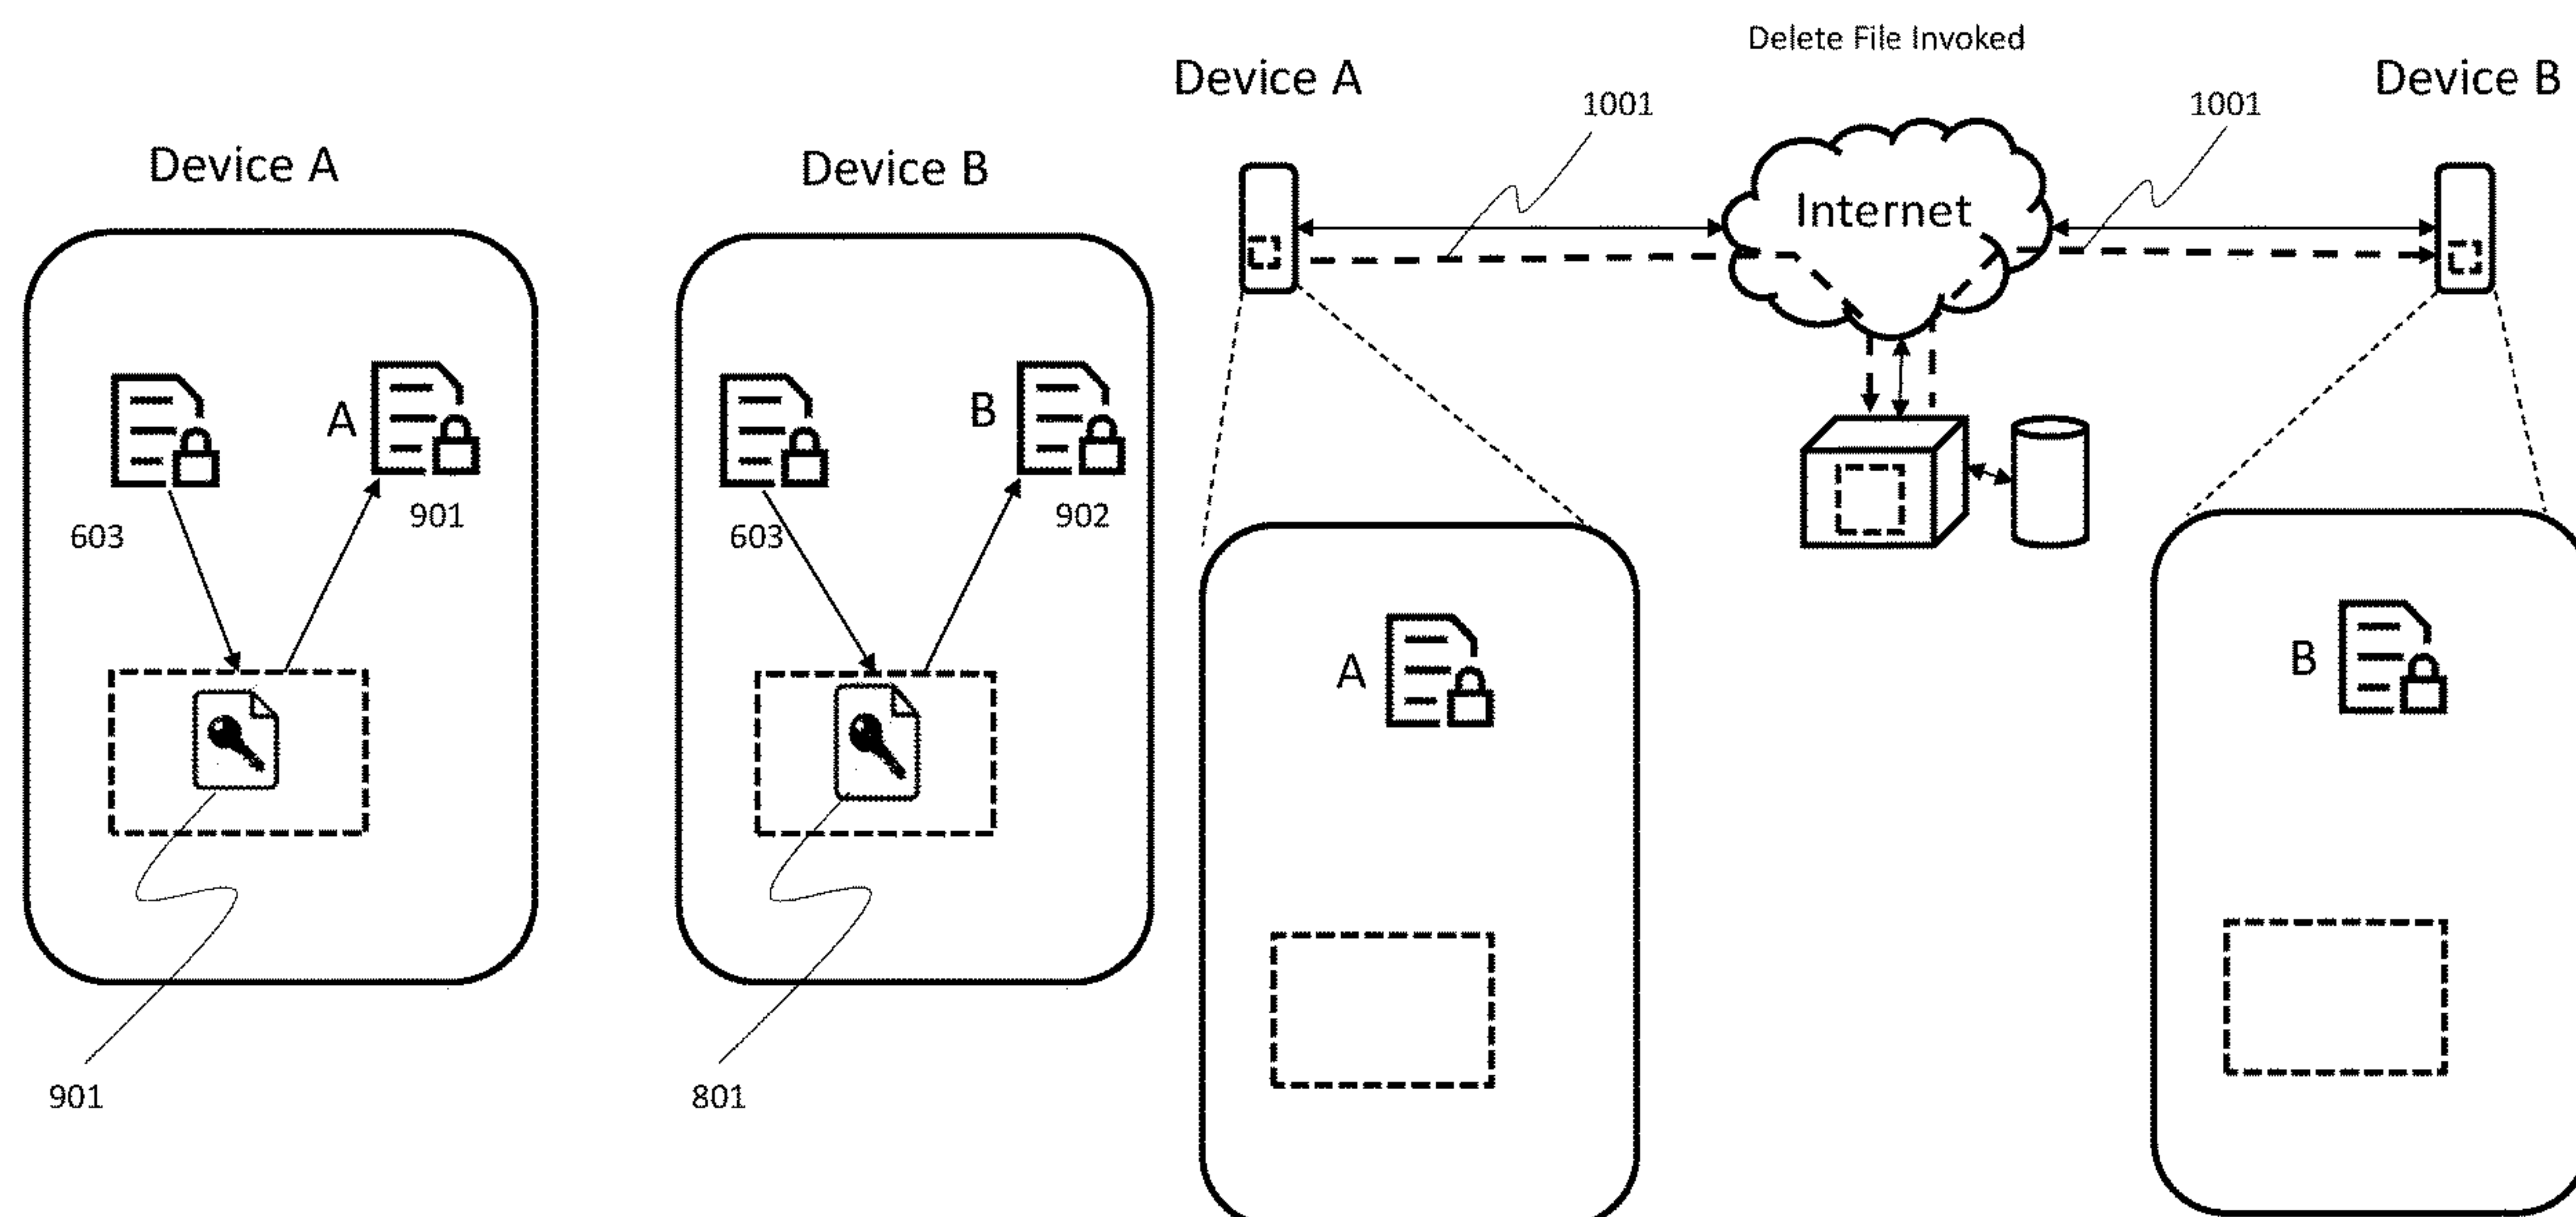 Device A
603
A
901
901
Device B
603
B
902
801
Delete File Invoked
Device A
1001
Internet
1001
Device B
A
B